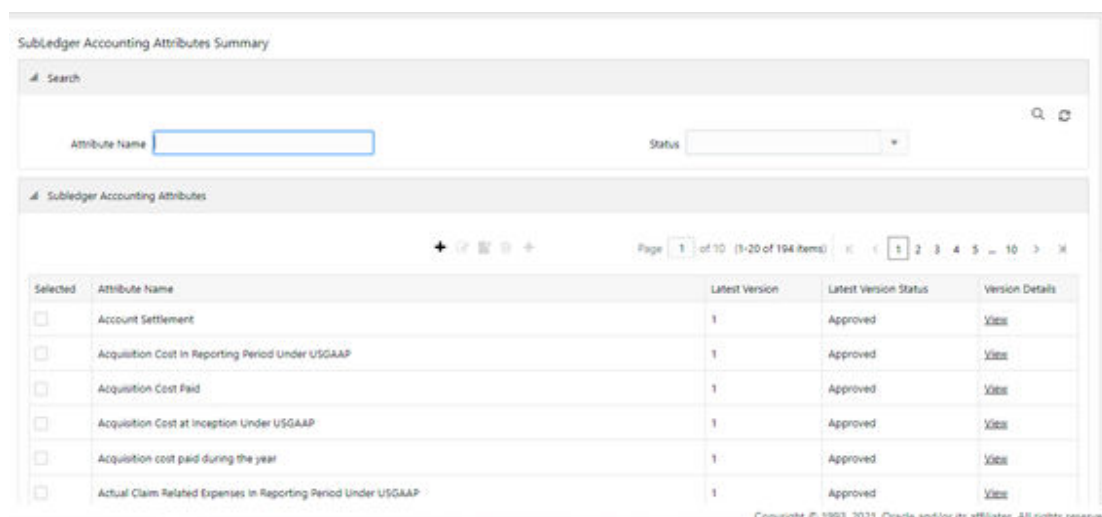 SubLedger Accounting Attributes Summary
Search
Attribute Name Status
Subledger Accounting Attributes
Page 1 of 10 (1-20 of 194 items) 1 2 3 4 5 ... 10
Selected Attribute Name Latest Version Latest Version Status Version Details
Account Settlement 1 Approved View
Acquisition Cost In Reporting Period Under USGAAP 1 Approved View
Acquisition Cost Paid 1 Approved View
Acquisition Cost at Inception Under USGAAP 1 Approved View
Acquisition cost paid during the year 1 Approved View
Actual Claim Related Expenses In Reporting Period Under USGAAP 1 Approved View
Copyright © 1993, 2021, Oracle and/or its affiliates. All rights reserve